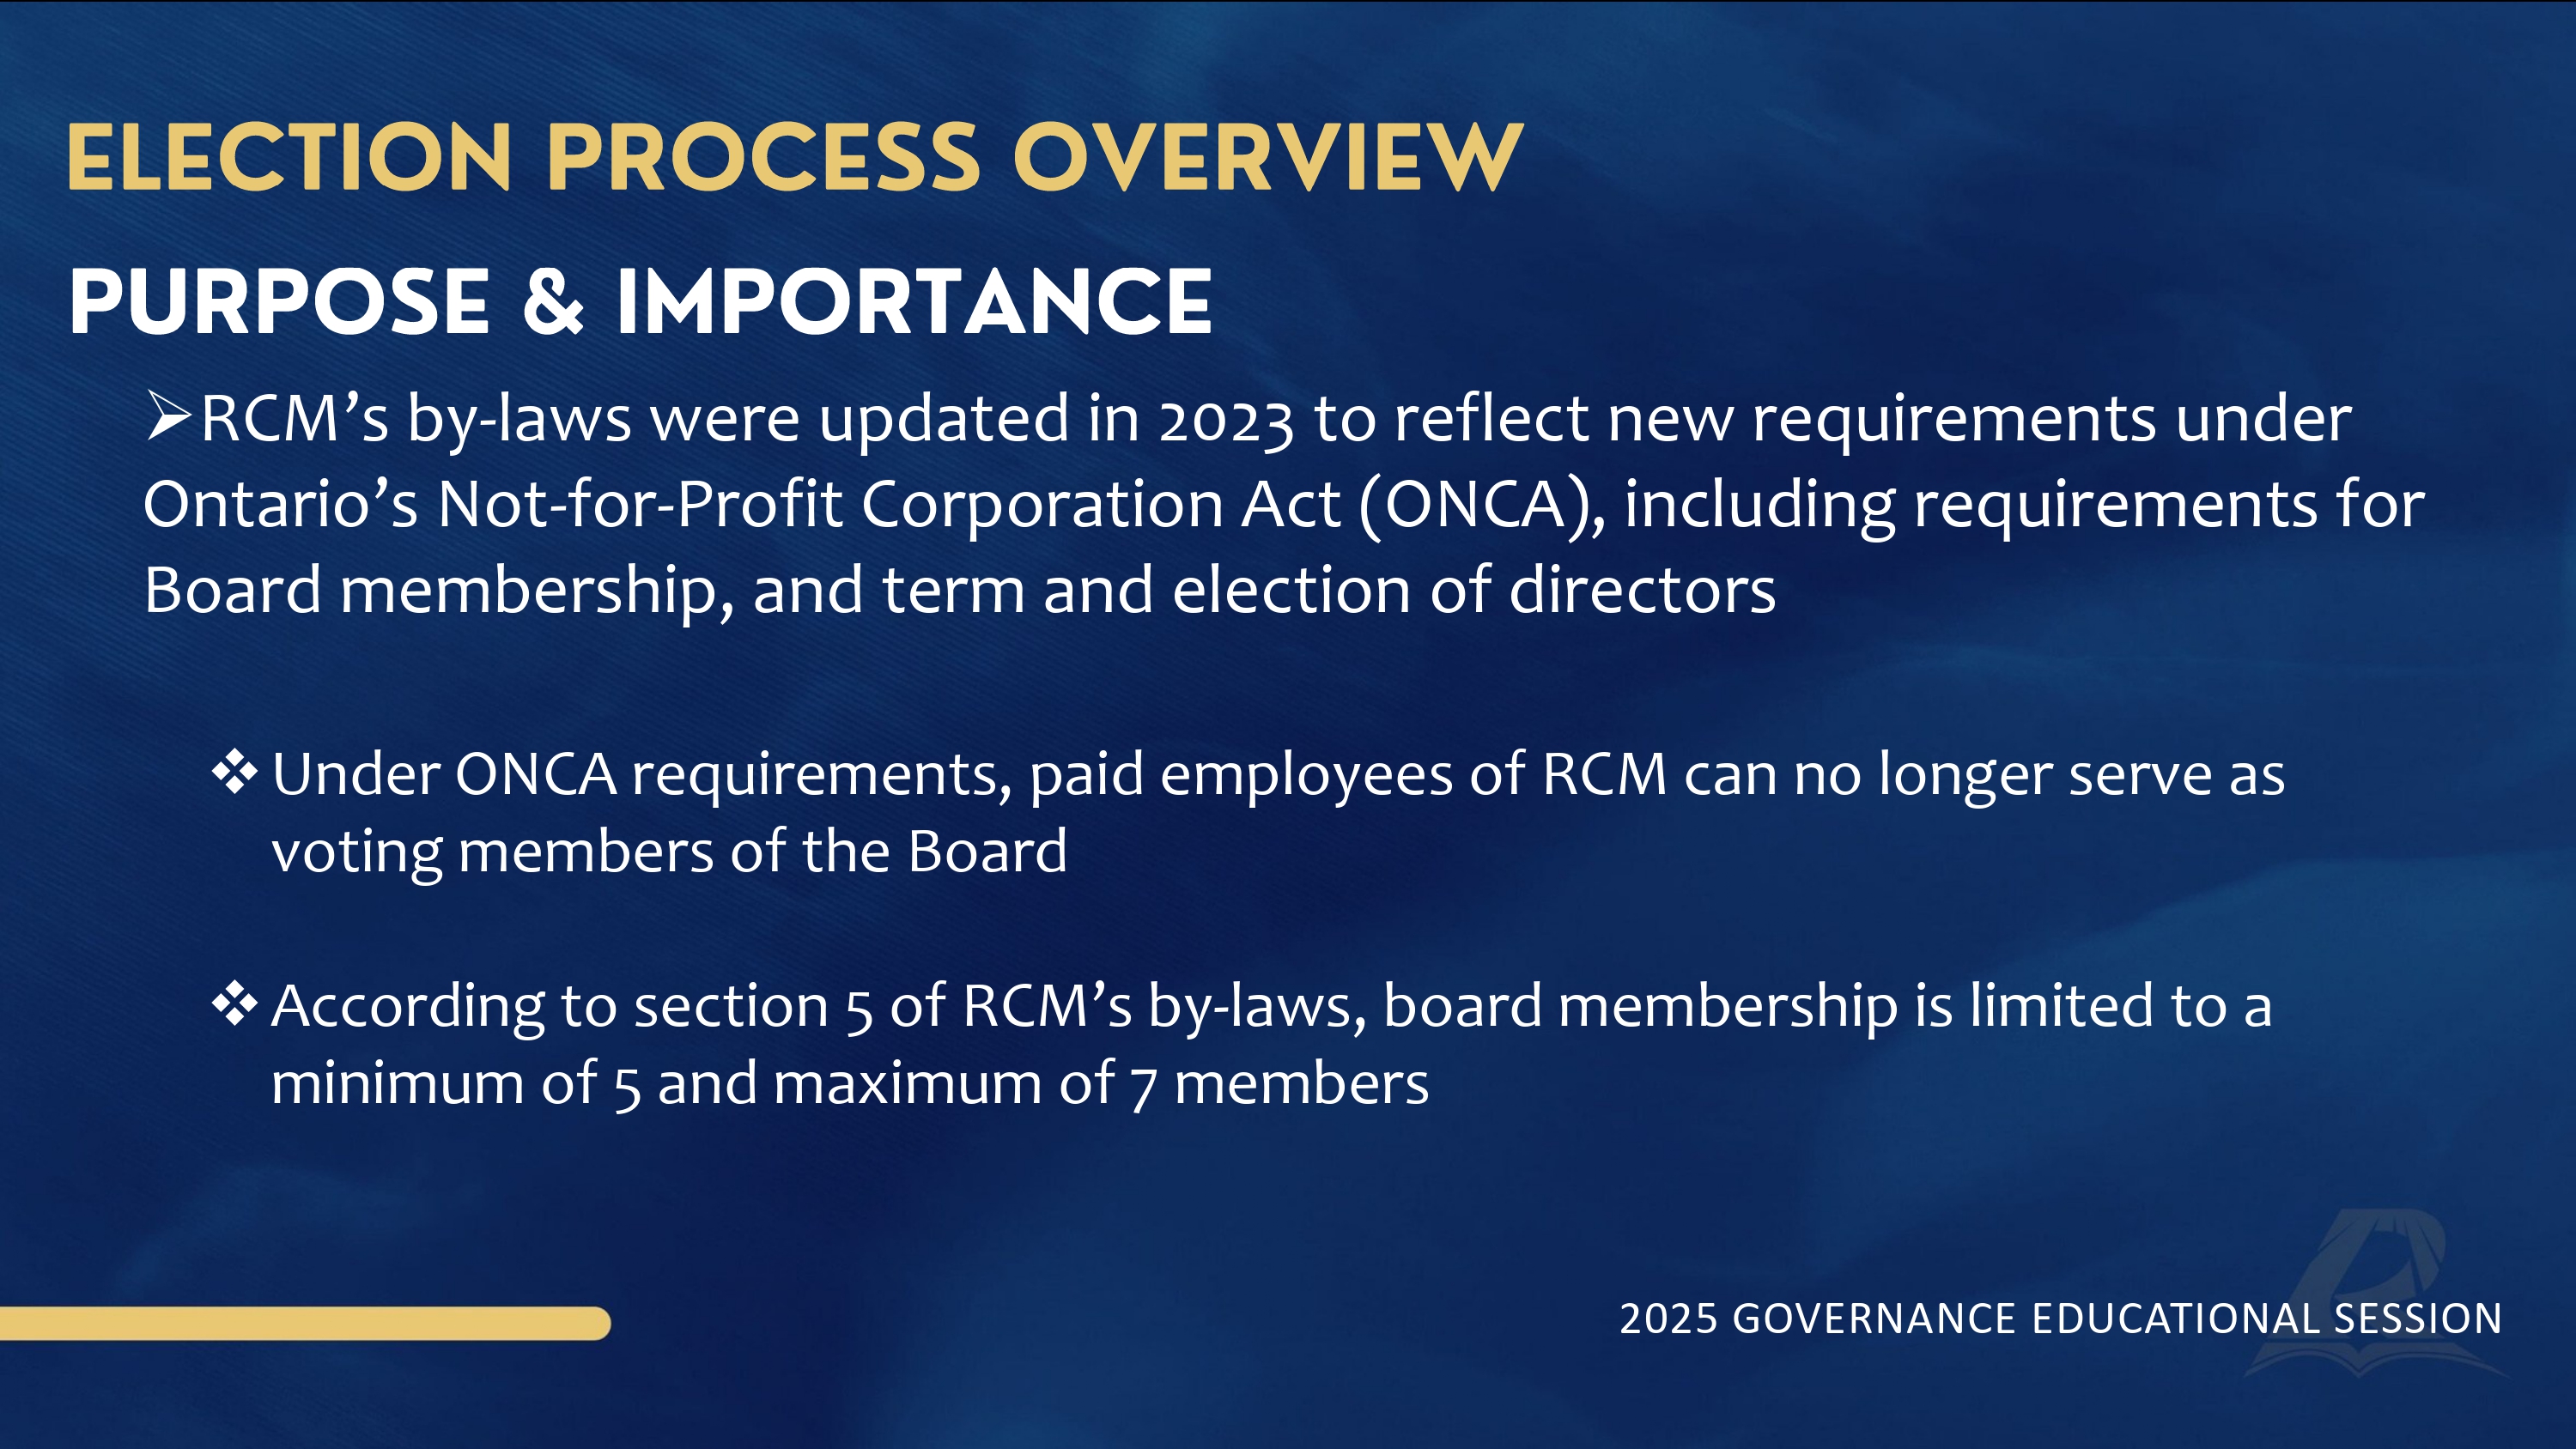 ELECTION PROCESS OVERVIEW
PURPOSE & IMPORTANCE
➢RCM’s by-laws were updated in 2023 to reflect new requirements under
Ontario’s Not-for-Profit Corporation Act (ONCA), including requirements for
Board membership, and term and election of directors
❖ Under ONCA requirements, paid employees of RCM can no longer serve as
voting members of the Board
❖ According to section 5 of RCM’s by-laws, board membership is limited to a
minimum of 5 and maximum of 7 members
2025 GOVERNANCE EDUCATIONAL SESSION